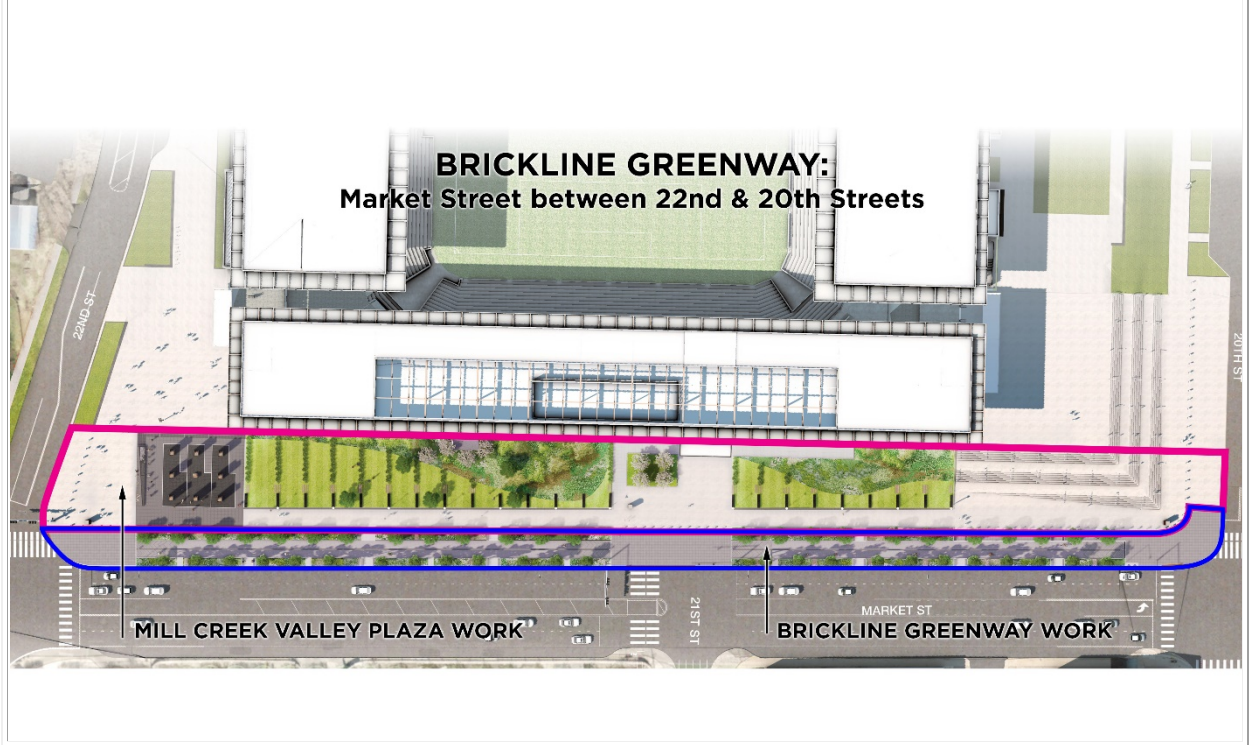 BRICKLINE GREENWAY:
Market Street between 22nd & 20th Streets
22ND ST
20TH ST
MARKET ST
21ST ST
MILL CREEK VALLEY PLAZA WORK
BRICKLINE GREENWAY WORK